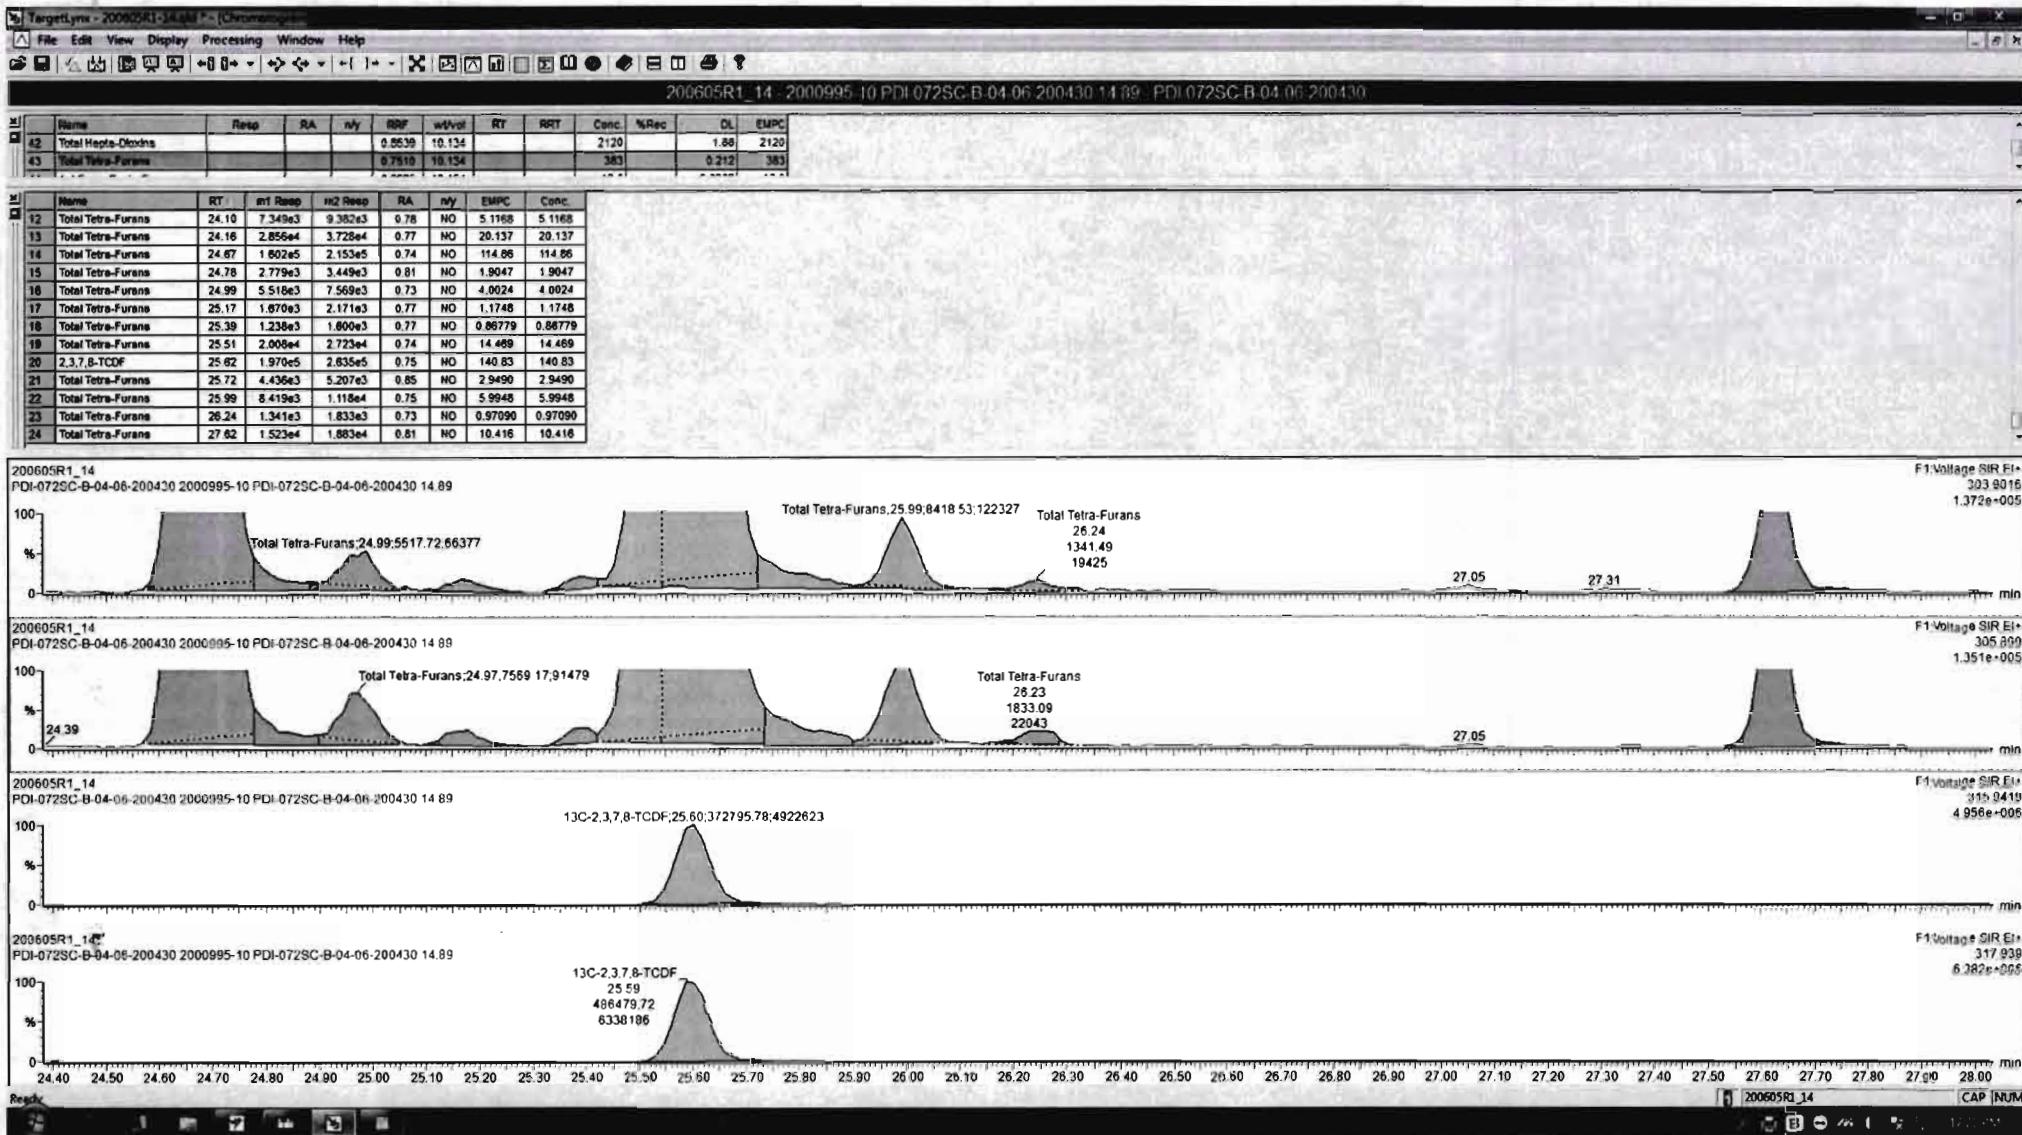 TargetLynx - 200605R1-14.qld * - [Chromatogram]
File Edit View Display Processing Window Help
200605R1_14 - 2000995-10 PDI-072SC-B-04-06-200430 14.89 PDI-072SC-B-04-06-200430
Name Resp RA n/y RRF wt/vol RT RRT Conc. %Rec DL EMPC
42 Total Hepta-Dioxins 0.8639 10.134 2120 1.88 2120
43 Total Tetra-Furans 0.7510 10.134 383 0.212 383
Name RT m1 Resp m2 Resp RA n/y EMPC Conc.
12 Total Tetra-Furans 24.10 7.349e3 9.382e3 0.78 NO 5.1168 5.1168
13 Total Tetra-Furans 24.16 2.856e4 3.728e4 0.77 NO 20.137 20.137
14 Total Tetra-Furans 24.67 1.602e5 2.153e5 0.74 NO 114.86 114.86
15 Total Tetra-Furans 24.78 2.779e3 3.449e3 0.81 NO 1.9047 1.9047
16 Total Tetra-Furans 24.99 5.518e3 7.569e3 0.73 NO 4.0024 4.0024
17 Total Tetra-Furans 25.17 1.670e3 2.171e3 0.77 NO 1.1748 1.1748
18 Total Tetra-Furans 25.39 1.238e3 1.600e3 0.77 NO 0.86779 0.86779
19 Total Tetra-Furans 25.51 2.008e4 2.723e4 0.74 NO 14.469 14.469
20 2,3,7,8-TCDF 25.62 1.970e5 2.635e5 0.75 NO 140.83 140.83
21 Total Tetra-Furans 25.72 4.436e3 5.207e3 0.85 NO 2.9490 2.9490
22 Total Tetra-Furans 25.99 8.419e3 1.118e4 0.75 NO 5.9948 5.9948
23 Total Tetra-Furans 26.24 1.341e3 1.833e3 0.73 NO 0.97090 0.97090
24 Total Tetra-Furans 27.62 1.523e4 1.883e4 0.81 NO 10.416 10.416
200605R1_14 F1:Voltage SIR EI+
PDI-072SC-B-04-06-200430 2000995-10 PDI-072SC-B-04-06-200430 14.89 303.9016
1.372e+005
100
%
0
Total Tetra-Furans;24.99;5517.72;66377
Total Tetra-Furans,25.99;8418.53;122327
Total Tetra-Furans
26.24
1341.49
19425
27.05
27.31
min
200605R1_14 F1:Voltage SIR EI+
PDI-072SC-B-04-06-200430 2000995-10 PDI-072SC-B-04-06-200430 14.89 305.899
1.351e+005
100
%
0
24.39
Total Tetra-Furans;24.97,7569.17;91479
Total Tetra-Furans
26.23
1833.09
22043
27.05
min
200605R1_14 F1:Voltage SIR EI+
PDI-072SC-B-04-06-200430 2000995-10 PDI-072SC-B-04-06-200430 14.89 315.9419
4.956e+006
100
%
0
13C-2,3,7,8-TCDF;25.60;372795.78;4922623
min
200605R1_14 F1:Voltage SIR EI+
PDI-072SC-B-04-06-200430 2000995-10 PDI-072SC-B-04-06-200430 14.89 317.939
6.382e+006
100
%
0
13C-2,3,7,8-TCDF
25.59
486479.72
6338186
min
24.40 24.50 24.60 24.70 24.80 24.90 25.00 25.10 25.20 25.30 25.40 25.50 25.60 25.70 25.80 25.90 26.00 26.10 26.20 26.30 26.40 26.50 26.60 26.70 26.80 26.90 27.00 27.10 27.20 27.30 27.40 27.50 27.60 27.70 27.80 27.90 28.00
Ready 200605R1_14 CAP NUM